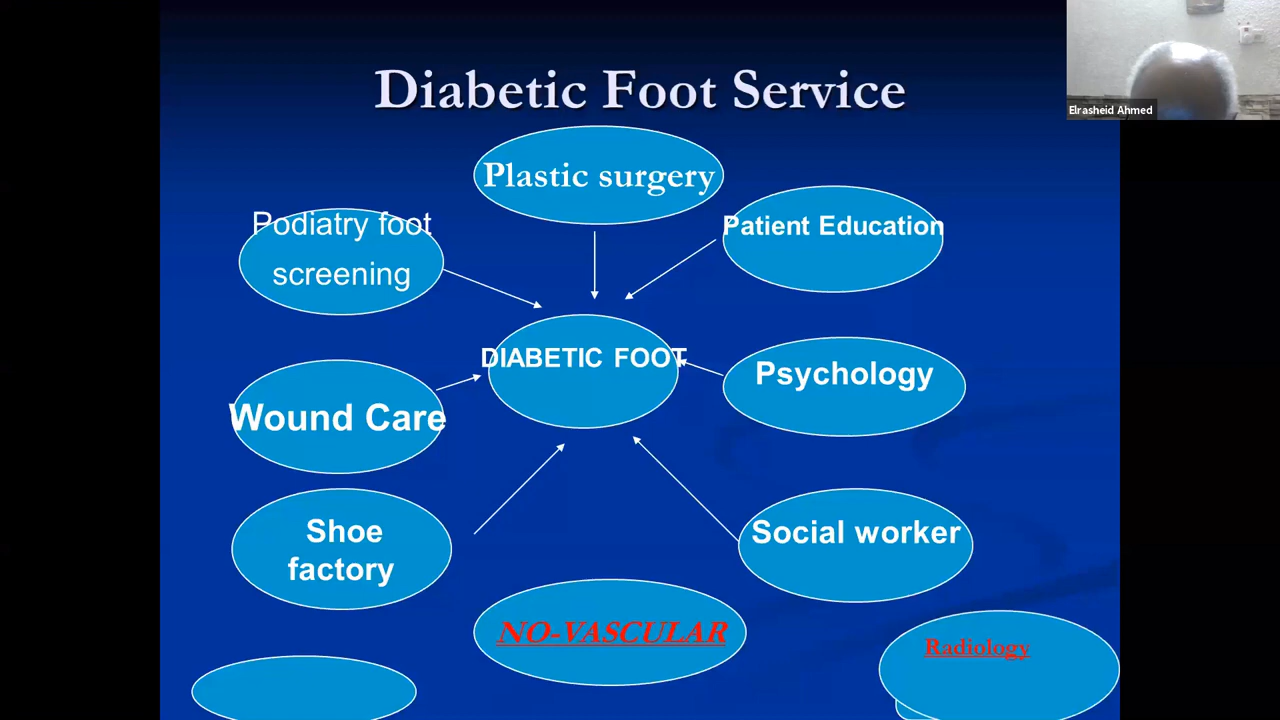 Diabetic Foot Service
Elrasheid Ahmed
Plastic surgery
Podiatry foot
screening
Patient Education
DIABETIC FOOT
Psychology
Wound Care
Shoe
factory
Social worker
NO-VASCULAR
Radiology